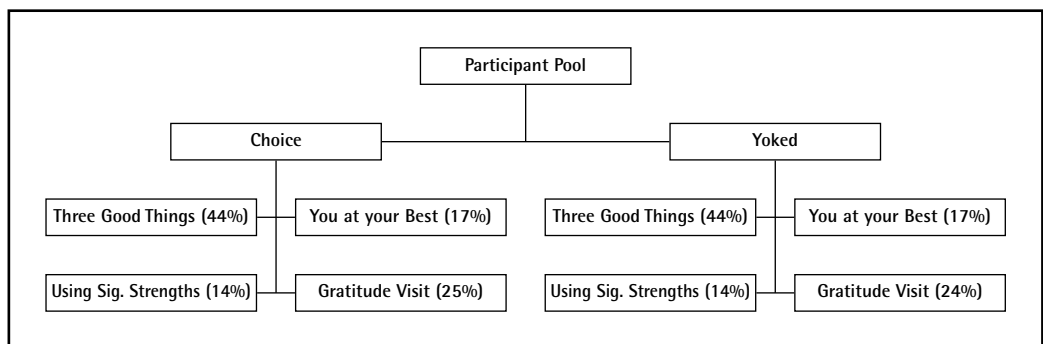 Participant Pool
Choice
Yoked
Three Good Things (44%)
You at your Best (17%)
Three Good Things (44%)
You at your Best (17%)
Using Sig. Strengths (14%)
Gratitude Visit (25%)
Using Sig. Strengths (14%)
Gratitude Visit (24%)